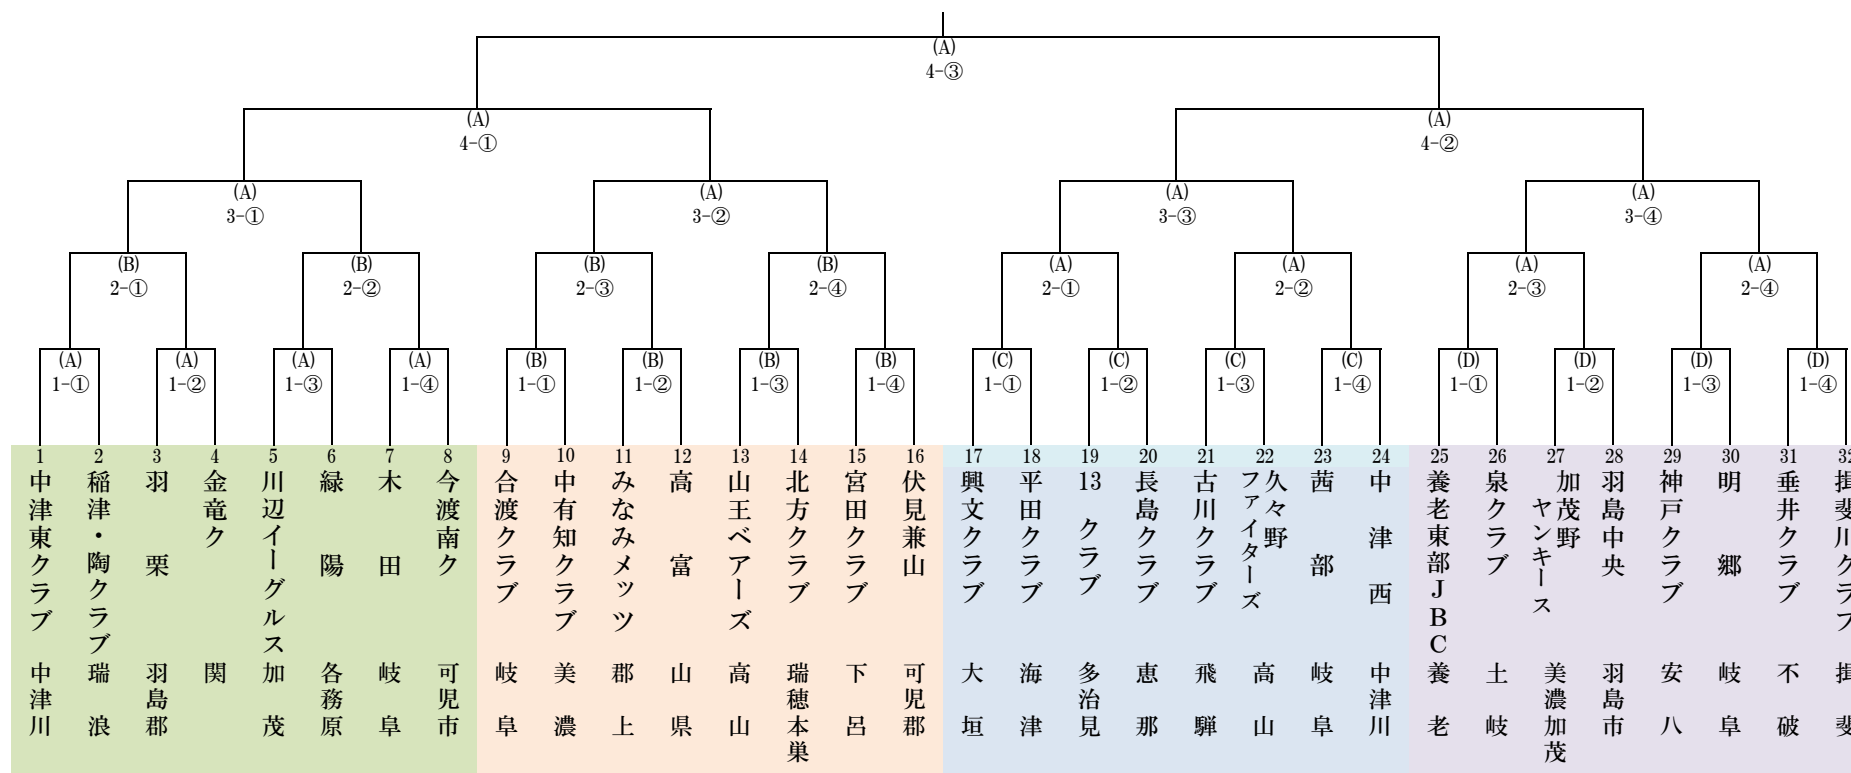 (A)
4-③
(A)
4-①
(A)
4-②
(A)
3-①
(A)
3-②
(A)
3-③
(A)
3-④
(B)
2-①
(B)
2-②
(B)
2-③
(B)
2-④
(A)
2-①
(A)
2-②
(A)
2-③
(A)
2-④
(A)
1-①
(A)
1-②
(A)
1-③
(A)
1-④
(B)
1-①
(B)
1-②
(B)
1-③
(B)
1-④
(C)
1-①
(C)
1-②
(C)
1-③
(C)
1-④
(D)
1-①
(D)
1-②
(D)
1-③
(D)
1-④
1
中津東クラブ
中津川
2
稲津・陶クラブ
瑞浪
3
羽栗
羽島郡
4
金竜ク
関
5
川辺イーグルス
加茂
6
緑陽
各務原
7
木田
岐阜
8
今渡南ク
可児市
9
合渡クラブ
岐阜
10
中有知クラブ
美濃
11
みなみメッツ
郡上
12
高富
山県
13
山王ベアーズ
高山
14
北方クラブ
瑞穂本巣
15
宮田クラブ
下呂
16
伏見兼山
可児郡
17
興文クラブ
大垣
18
平田クラブ
海津
19
13クラブ
多治見
20
長島クラブ
恵那
21
古川クラブ
飛騨
22
久々野
ファイターズ
高山
23
茜部
岐阜
24
中津西
中津川
25
養老東部JBC
養老
26
泉クラブ
土岐
27
加茂野
ヤンキース
美濃加茂
28
羽島中央
羽島市
29
神戸クラブ
安八
30
明郷
岐阜
31
垂井クラブ
不破
32
揖斐川クラブ
揖斐